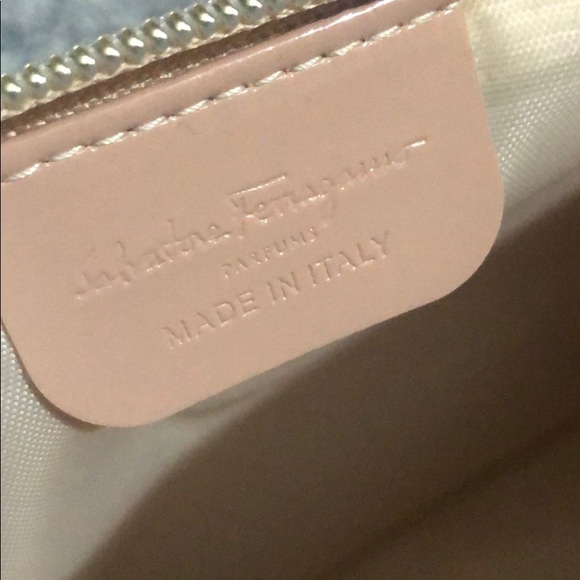 Salvatore Ferragamo
PARFUMS
MADE IN ITALY